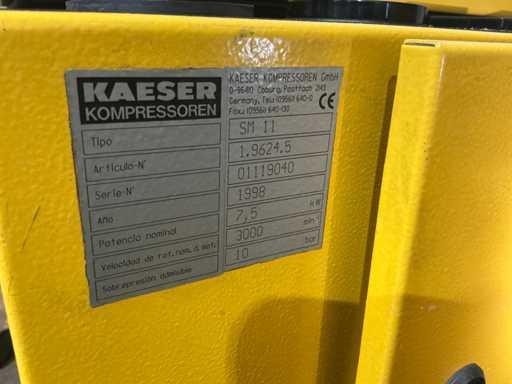 KAESER
KOMPRESSOREN
KAESER KOMPRESSOREN GmbH
D-96410 Coburg, Postfach 2143
Germany, Tel.: (09561) 640-0
Fax.: (09561) 640-130
CE
Tipo SM 11
Artículo-N° 1.9624.5
Serie-N° 01119040
Año 1998
Potencia nominal 7,5 kW
Velocidad de rot.nom.d.mot. 3000 min⁻¹
Sobrepresión admisible 10 bar